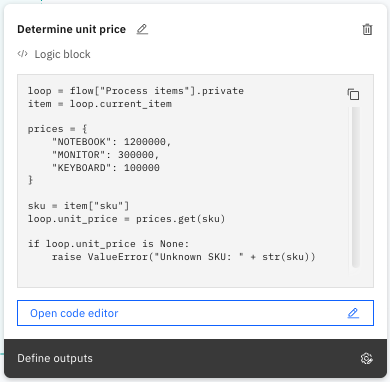 Determine unit price
</> Logic block
loop = flow["Process items"].private
item = loop.current_item

prices = {
    "NOTEBOOK": 1200000,
    "MONITOR": 300000,
    "KEYBOARD": 100000
}

sku = item["sku"]
loop.unit_price = prices.get(sku)

if loop.unit_price is None:
    raise ValueError("Unknown SKU: " + str(sku))
Open code editor
Define outputs